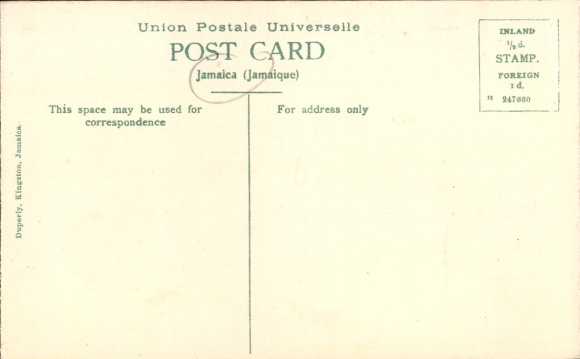 Union Postale Universelle
POST CARD
Jamaica (Jamaïque)
This space may be used for
correspondence
For address only
INLAND
½ d.
STAMP.
FOREIGN
1 d.
247660
Duperly, Kingston, Jamaica.